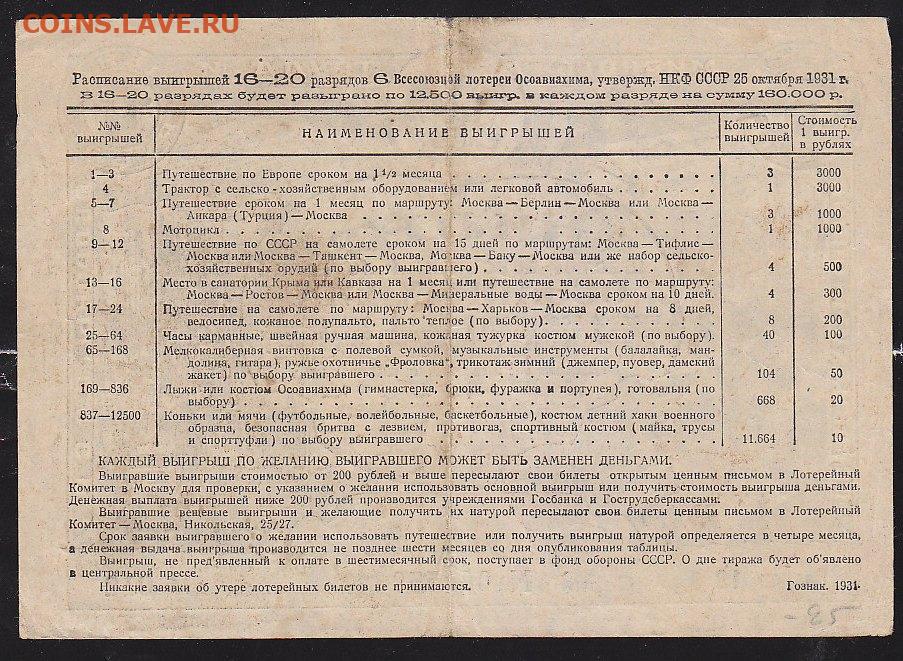 COINS.LAVE.RU
Расписание выигрышей 16—20 разрядов 6 Всесоюзной лотереи Осоавиахима, утвержд. НКФ СССР 25 октября 1931 г.
В 16—20 разрядах будет разыграно по 12.500 выигр. в каждом разряде на сумму 160.000 р.
№№ выигрышей НАИМЕНОВАНИЕ ВЫИГРЫШЕЙ Количество выигрышей Стоимость 1 выигр. в рублях
1—3 Путешествие по Европе сроком на 1 1/2 месяца 3 3000
4 Трактор с сельско-хозяйственным оборудованием или легковой автомобиль 1 3000
5—7 Путешествие сроком на 1 месяц по маршруту: Москва—Берлин—Москва или Москва—
Анкара (Турция)—Москва 3 1000
8 Мотоцикл 1 1000
9—12 Путешествие по СССР на самолете сроком на 15 дней по маршрутам: Москва—Тифлис—
Москва или Москва—Ташкент—Москва, Москва—Баку—Москва или же набор сельско-
хозяйственных орудий (по выбору выигравшего) 4 500
13—16 Место в санатории Крыма или Кавказа на 1 месяц или путешествие на самолете по маршруту:
Москва—Ростов—Москва или Москва—Минеральные воды—Москва сроком на 10 дней. 4 300
17—24 Путешествие на самолете по маршруту: Москва—Харьков—Москва сроком на 8 дней,
велосипед, кожаное полупальто, пальто теплое (по выбору). 8 200
25—64 Часы карманные, швейная ручная машина, кожаная тужурка костюм мужской (по выбору). 40 100
65—168 Мелкокалиберная винтовка с полевой сумкой, музыкальные инструменты (балалайка, ман-
долина, гитара), ружье охотничье „Фроловка“, трикотаж зимний (джемпер, пуовер, дамский
жакет) по выбору выигравшего 104 50
169—836 Лыжи или костюм Осоавиахима (гимнастерка, брюки, фуражка и портупея), готовальня (по
выбору) 668 20
837—12500 Коньки или мячи (футбольные, волейбольные, баскетбольные), костюм летний хаки военного
образца, безопасная бритва с лезвием, противогаз, спортивный костюм (майка, трусы
и спорттуфли) по выбору выигравшего 11.664 10
КАЖДЫЙ ВЫИГРЫШ ПО ЖЕЛАНИЮ ВЫИГРАВШЕГО МОЖЕТ БЫТЬ ЗАМЕНЕН ДЕНЬГАМИ.
Выигравшие выигрыши стоимостью от 200 рублей и выше пересылают свои билеты открытым ценным письмом в Лотерейный
Комитет в Москву для проверки, с указанием о желании использовать основной выигрыш или получить стоимость выигрыша деньгами.
Денежная выплата выигрышей ниже 200 рублей производится учреждениями Госбанка и Гострудсберкассами.
Выигравшие вещевые выигрыши и желающие получить их натурой пересылают свои билеты ценным письмом в Лотерейный
Комитет—Москва, Никольская, 25/27.
Срок заявки выигравшего о желании использовать путешествие или получить выигрыш натурой определяется в четыре месяца,
а денежная выдача выигрыша производится не позднее шести месяцев со дня опубликования таблицы.
Выигрыш, не пред'явленный к оплате в шестимесячный срок, поступает в фонд обороны СССР. О дне тиража будет об'явлено
в центральной прессе.
Никакие заявки об утере лотерейных билетов не принимаются. Гознак. 1931
-25